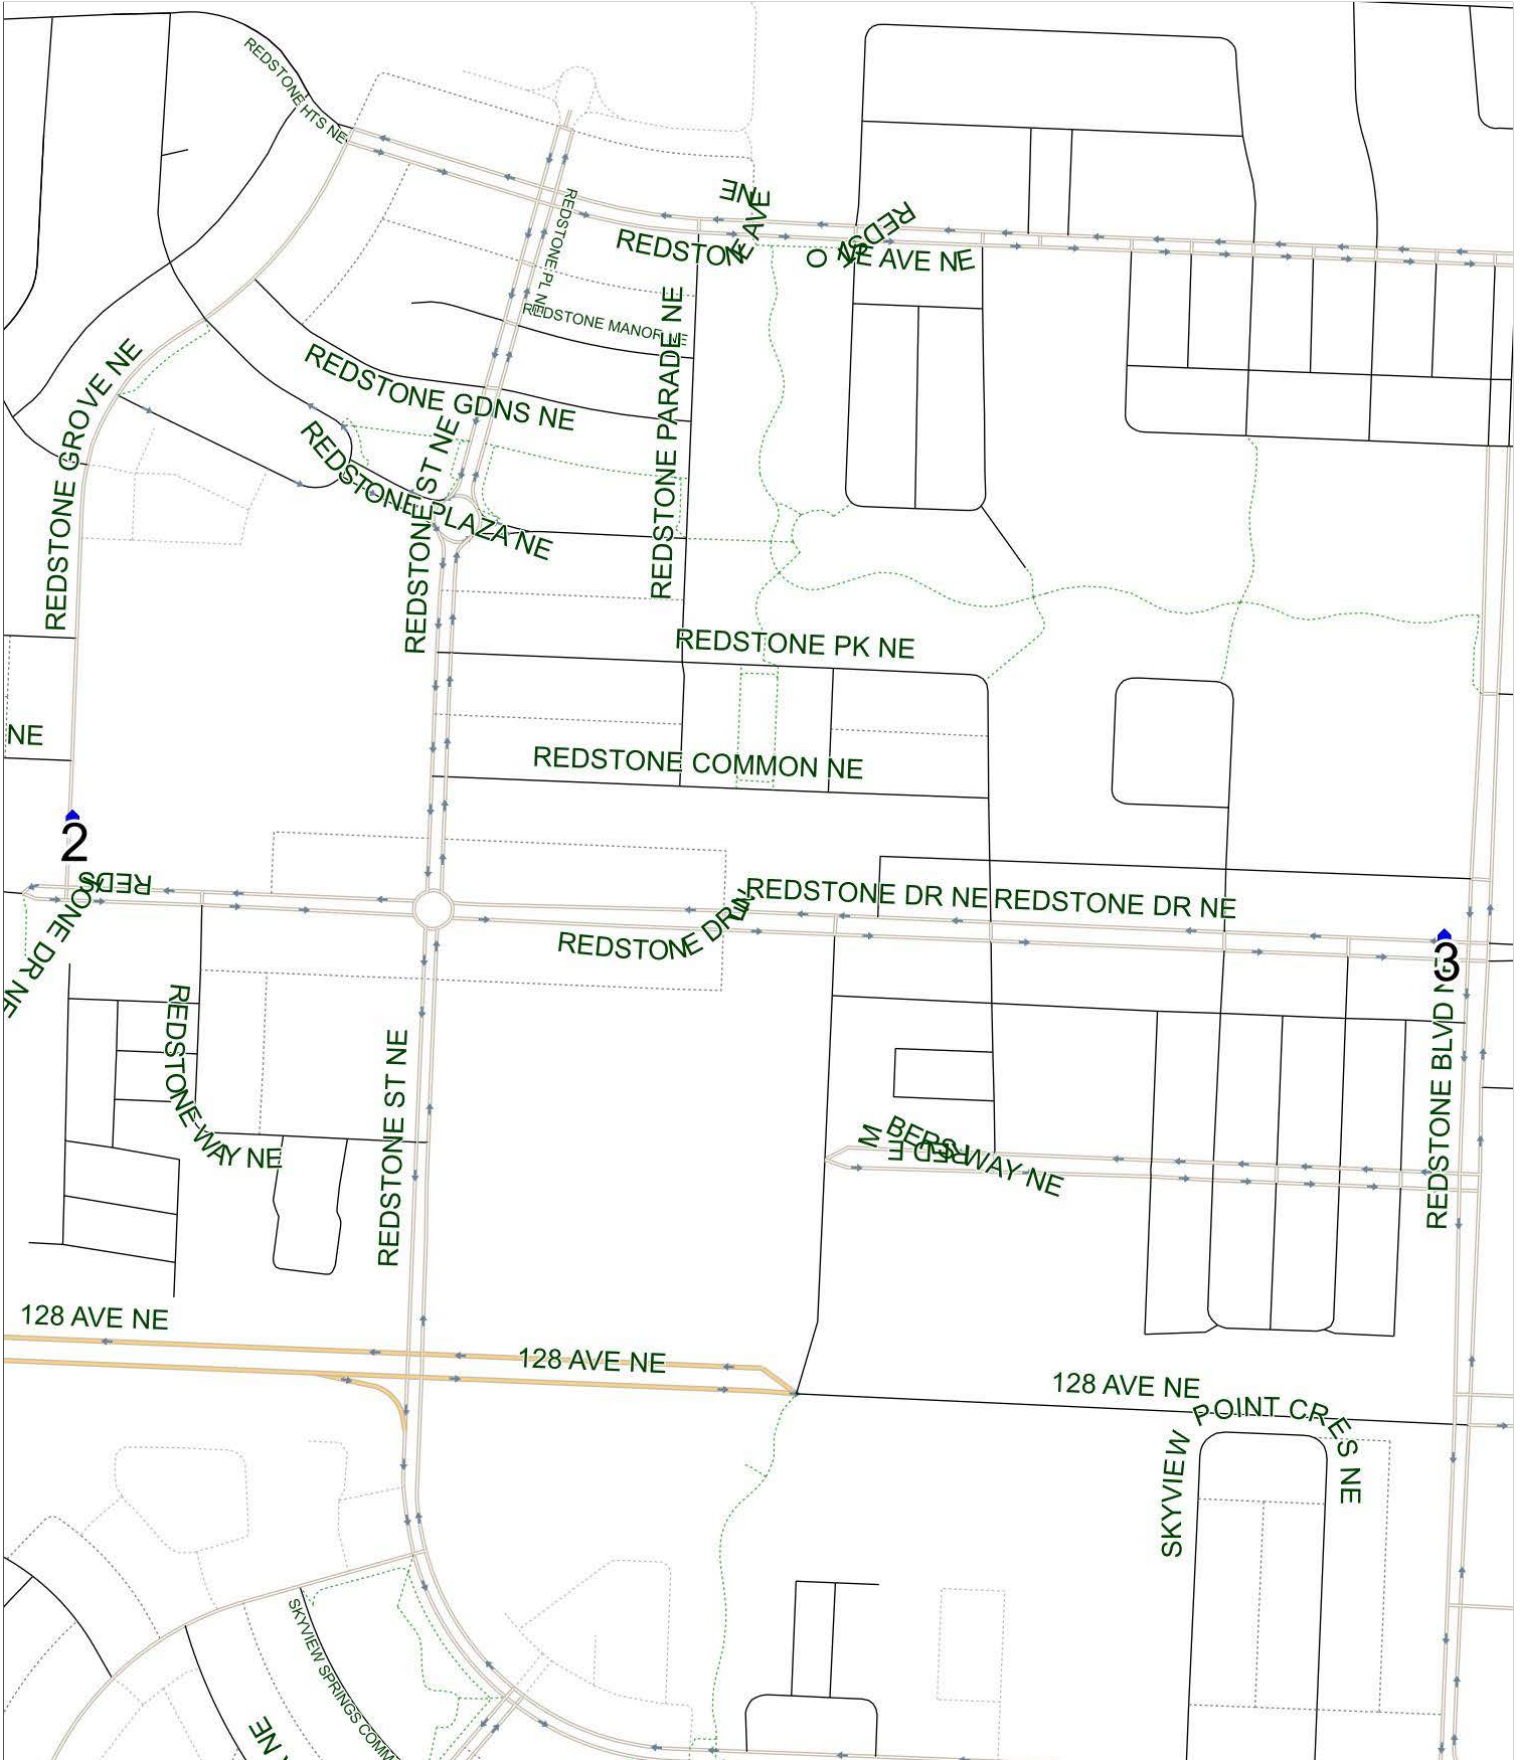 REDSTONE HTS NE
REDSTONE PL NE
REDSTONE AVE NE
REDSTONE AVE NE
REDSTONE MANOR NE
REDSTONE PARADE NE
REDSTONE GROVE NE
REDSTONE GDNS NE
REDSTONE ST NE
REDSTONE PLAZA NE
REDSTONE PK NE
NE
REDSTONE COMMON NE
2
REDSTONE DR NE
REDSTONE DR NE
REDSTONE DR NE
REDSTONE DR NE
3
REDSTONE BLVD NE
REDSTONE WAY NE
REDSTONE ST NE
RED EMBERS WAY NE
128 AVE NE
128 AVE NE
128 AVE NE
SKYVIEW POINT CRES NE
SKYVIEW SPRINGS COMM
NE